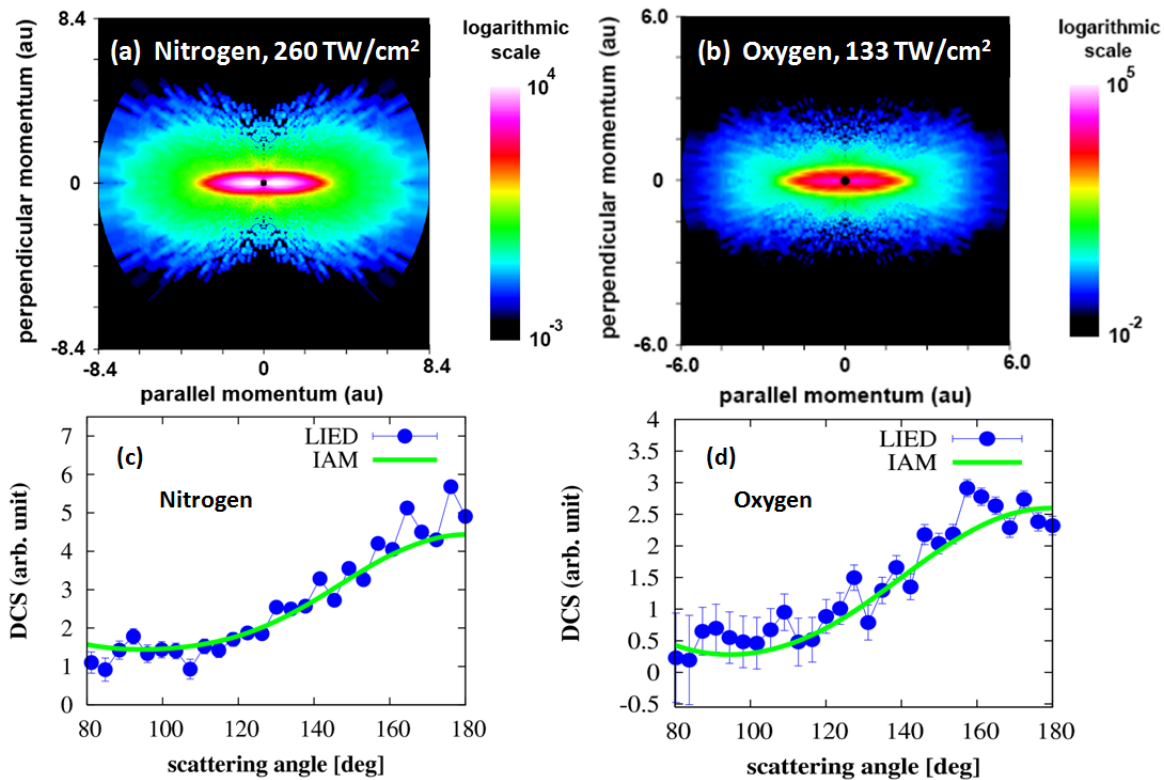 8.4
0
-8.4
perpendicular momentum (au)
(a) Nitrogen, 260 TW/cm²
-8.4 0 8.4
parallel momentum (au)
logarithmic
scale
10⁴
10⁻³
6.0
0
-6.0
perpendicular momentum (au)
(b) Oxygen, 133 TW/cm²
-6.0 0 6.0
parallel momentum (au)
logarithmic
scale
10⁵
10⁻²
7
6
5
4
3
2
1
0
DCS (arb. unit)
(c)
LIED
IAM
Nitrogen
80 100 120 140 160 180
scattering angle [deg]
4
3.5
3
2.5
2
1.5
1
0.5
0
-0.5
DCS (arb. unit)
LIED
IAM
(d)
Oxygen
80 100 120 140 160 180
scattering angle [deg]